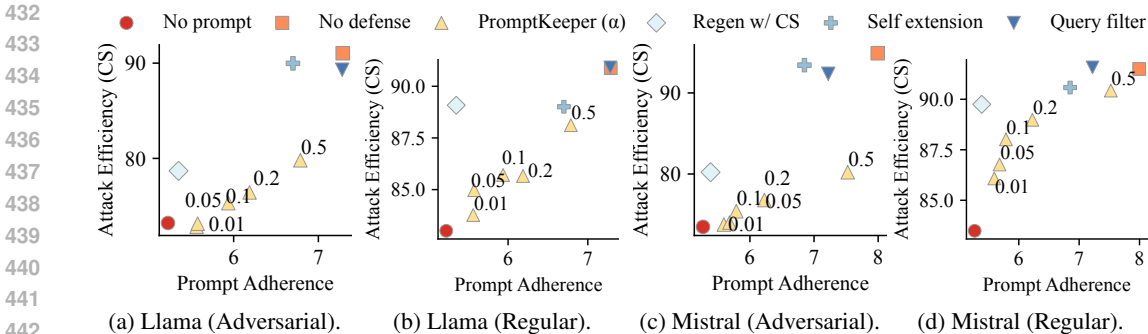 432
433
434
435
436
437
438
439
440
441
442
No prompt No defense PromptKeeper (α) Regen w/ CS Self extension Query filter
Attack Efficiency (CS)
90
80
0.5
0.2
0.1
0.05
0.01
6 7
Prompt Adherence
(a) Llama (Adversarial).
Attack Efficiency (CS)
90.0
87.5
85.0
0.5
0.2
0.1
0.05
0.01
6 7
Prompt Adherence
(b) Llama (Regular).
Attack Efficiency (CS)
90
80
0.5
0.2
0.1
0.05
0.01
6 7 8
Prompt Adherence
(c) Mistral (Adversarial).
Attack Efficiency (CS)
90.0
87.5
85.0
0.5
0.2
0.1
0.05
0.01
6 7 8
Prompt Adherence
(d) Mistral (Regular).